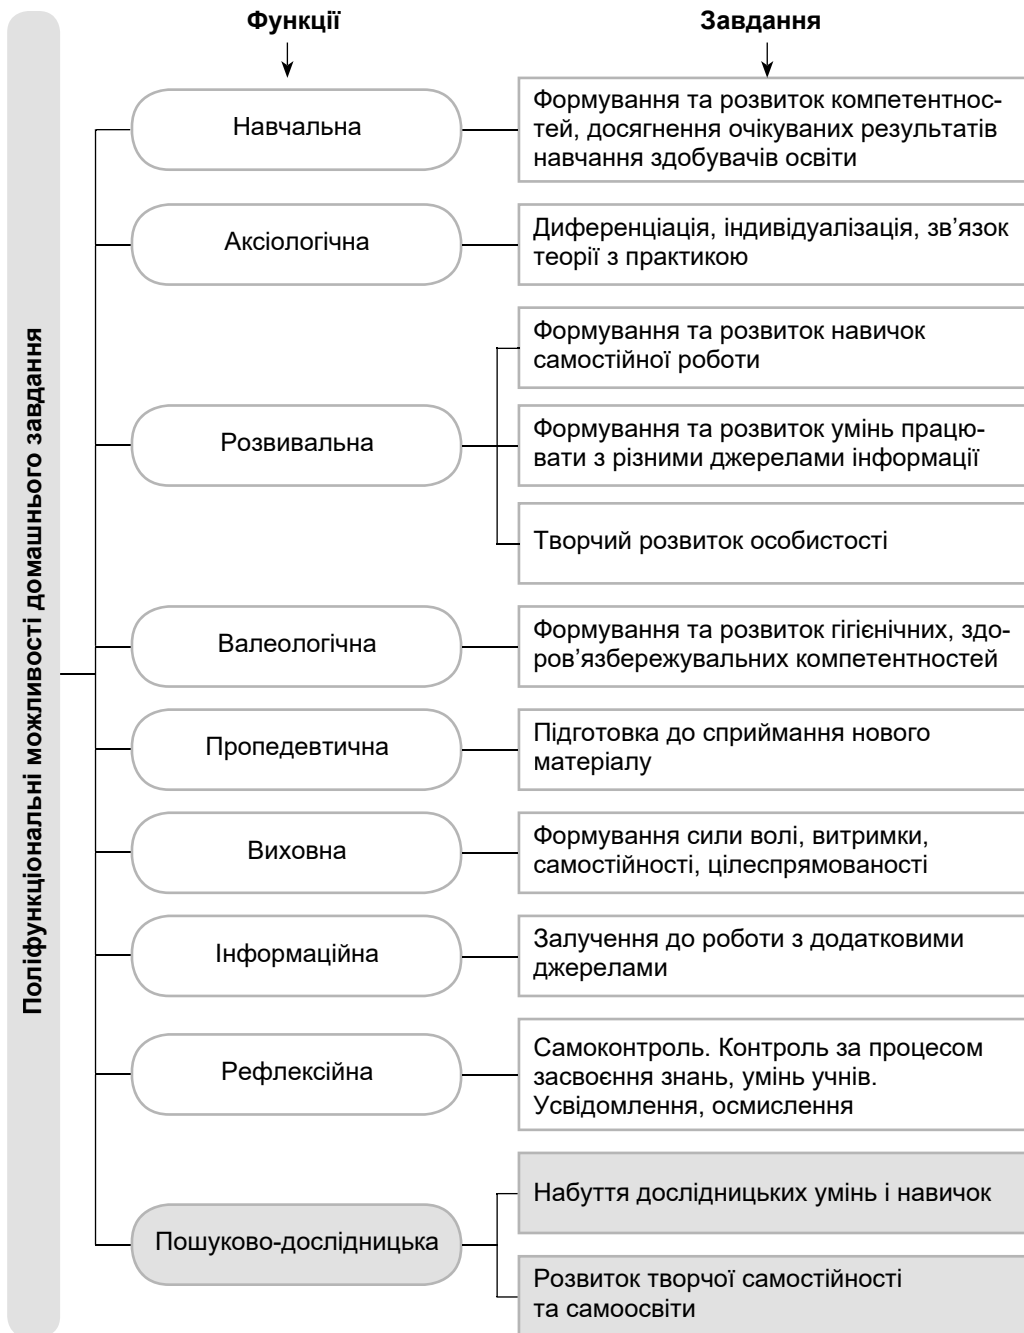 Поліфункціональні можливості домашнього завдання
Функції
Завдання
Навчальна
Формування та розвиток компетентнос-
тей, досягнення очікуваних результатів
навчання здобувачів освіти
Аксіологічна
Диференціація, індивідуалізація, зв’язок
теорії з практикою
Розвивальна
Формування та розвиток навичок
самостійної роботи
Формування та розвиток умінь працю-
вати з різними джерелами інформації
Творчий розвиток особистості
Валеологічна
Формування та розвиток гігієнічних, здо-
ров’язбережувальних компетентностей
Пропедевтична
Підготовка до сприймання нового
матеріалу
Виховна
Формування сили волі, витримки,
самостійності, цілеспрямованості
Інформаційна
Залучення до роботи з додатковими
джерелами
Рефлексійна
Самоконтроль. Контроль за процесом
засвоєння знань, умінь учнів.
Усвідомлення, осмислення
Пошуково-дослідницька
Набуття дослідницьких умінь і навичок
Розвиток творчої самостійності
та самоосвіти